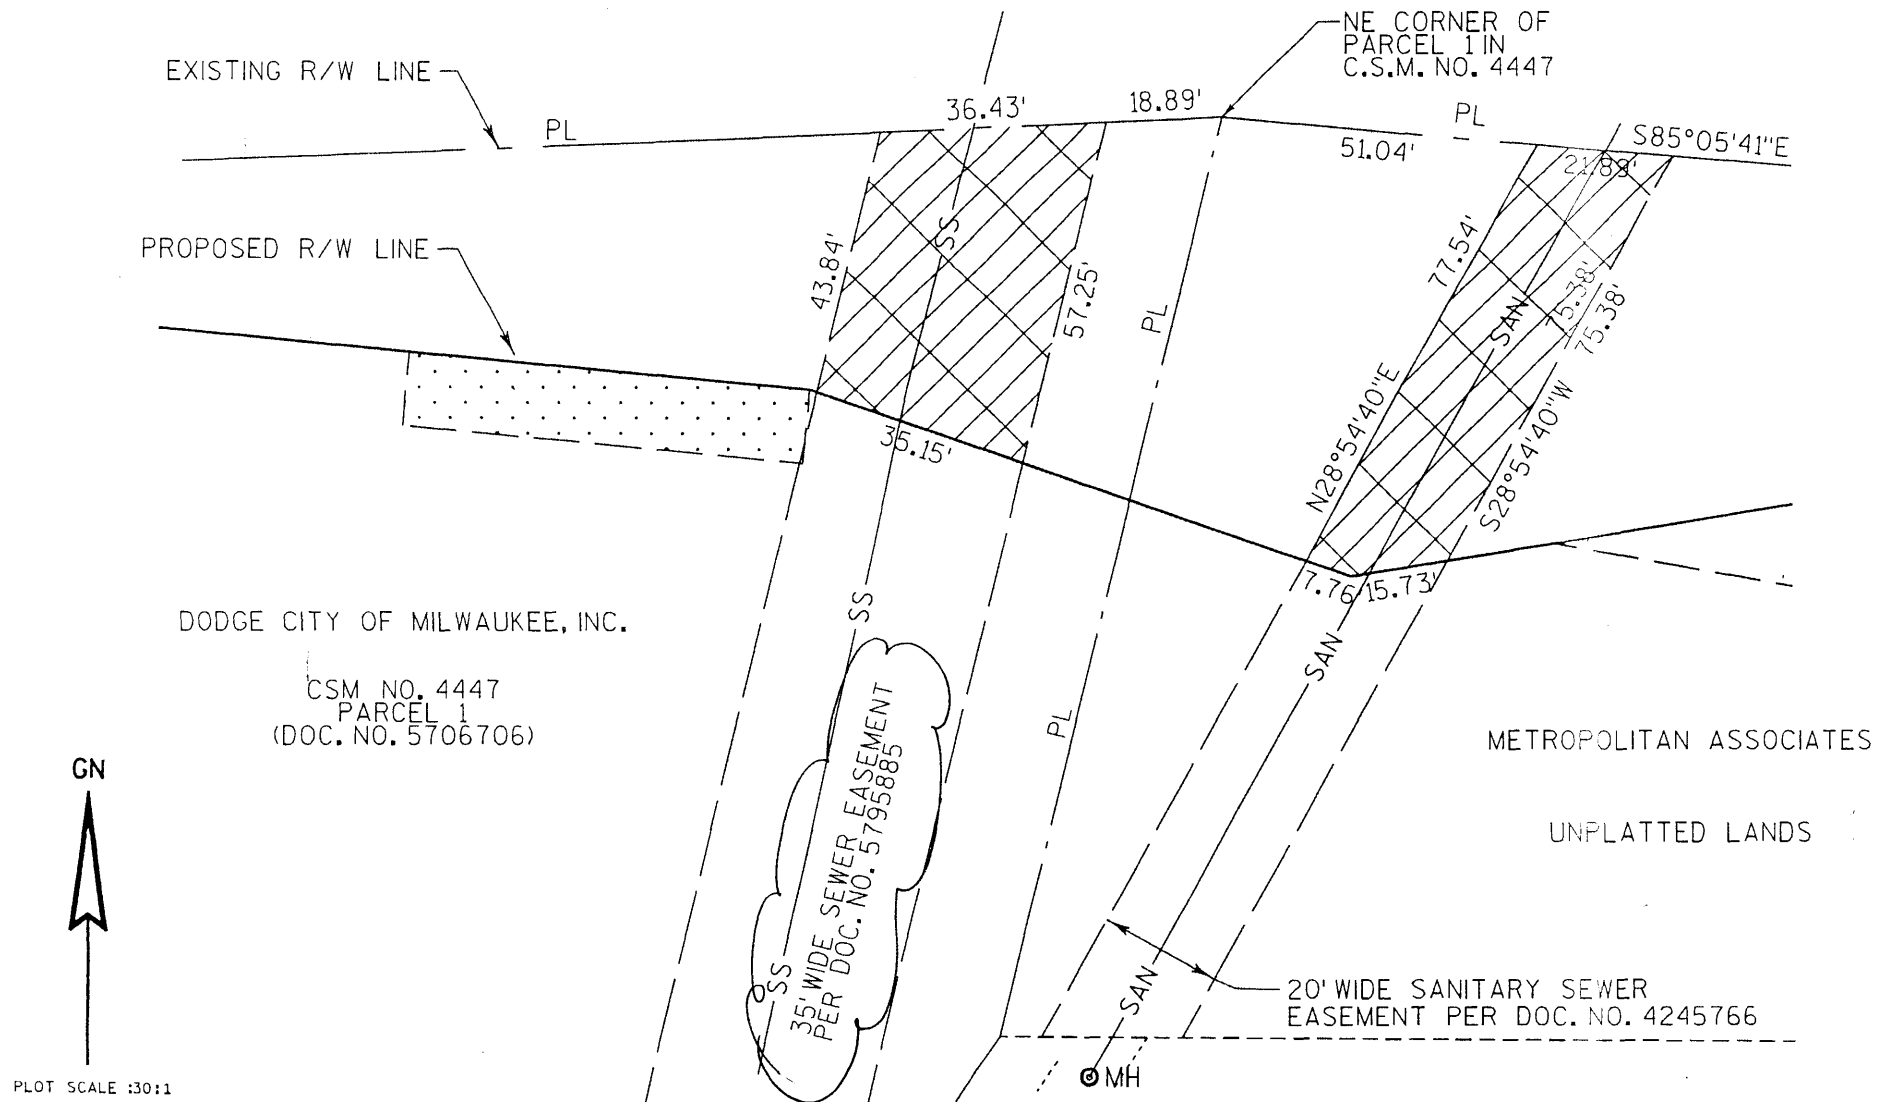 NE CORNER OF
PARCEL 1 IN
C.S.M. NO. 4447
EXISTING R/W LINE
PL
36.43'
18.89'
PL
51.04'
S85°05'41"E
21.89'
PROPOSED R/W LINE
43.84'
SS
57.25'
PL
77.54'
SAN
75.38'
75.38'
N28°54'40"E
S28°54'40"W
35.15'
7.76'
15.73'
DODGE CITY OF MILWAUKEE, INC.
CSM NO. 4447
PARCEL 1
(DOC. NO. 5706706)
SS
SAN
PL
METROPOLITAN ASSOCIATES
UNPLATTED LANDS
GN
35' WIDE SEWER EASEMENT
PER DOC. NO. 5795885
SS
SAN
20' WIDE SANITARY SEWER
EASEMENT PER DOC. NO. 4245766
MH
PLOT SCALE :30:1